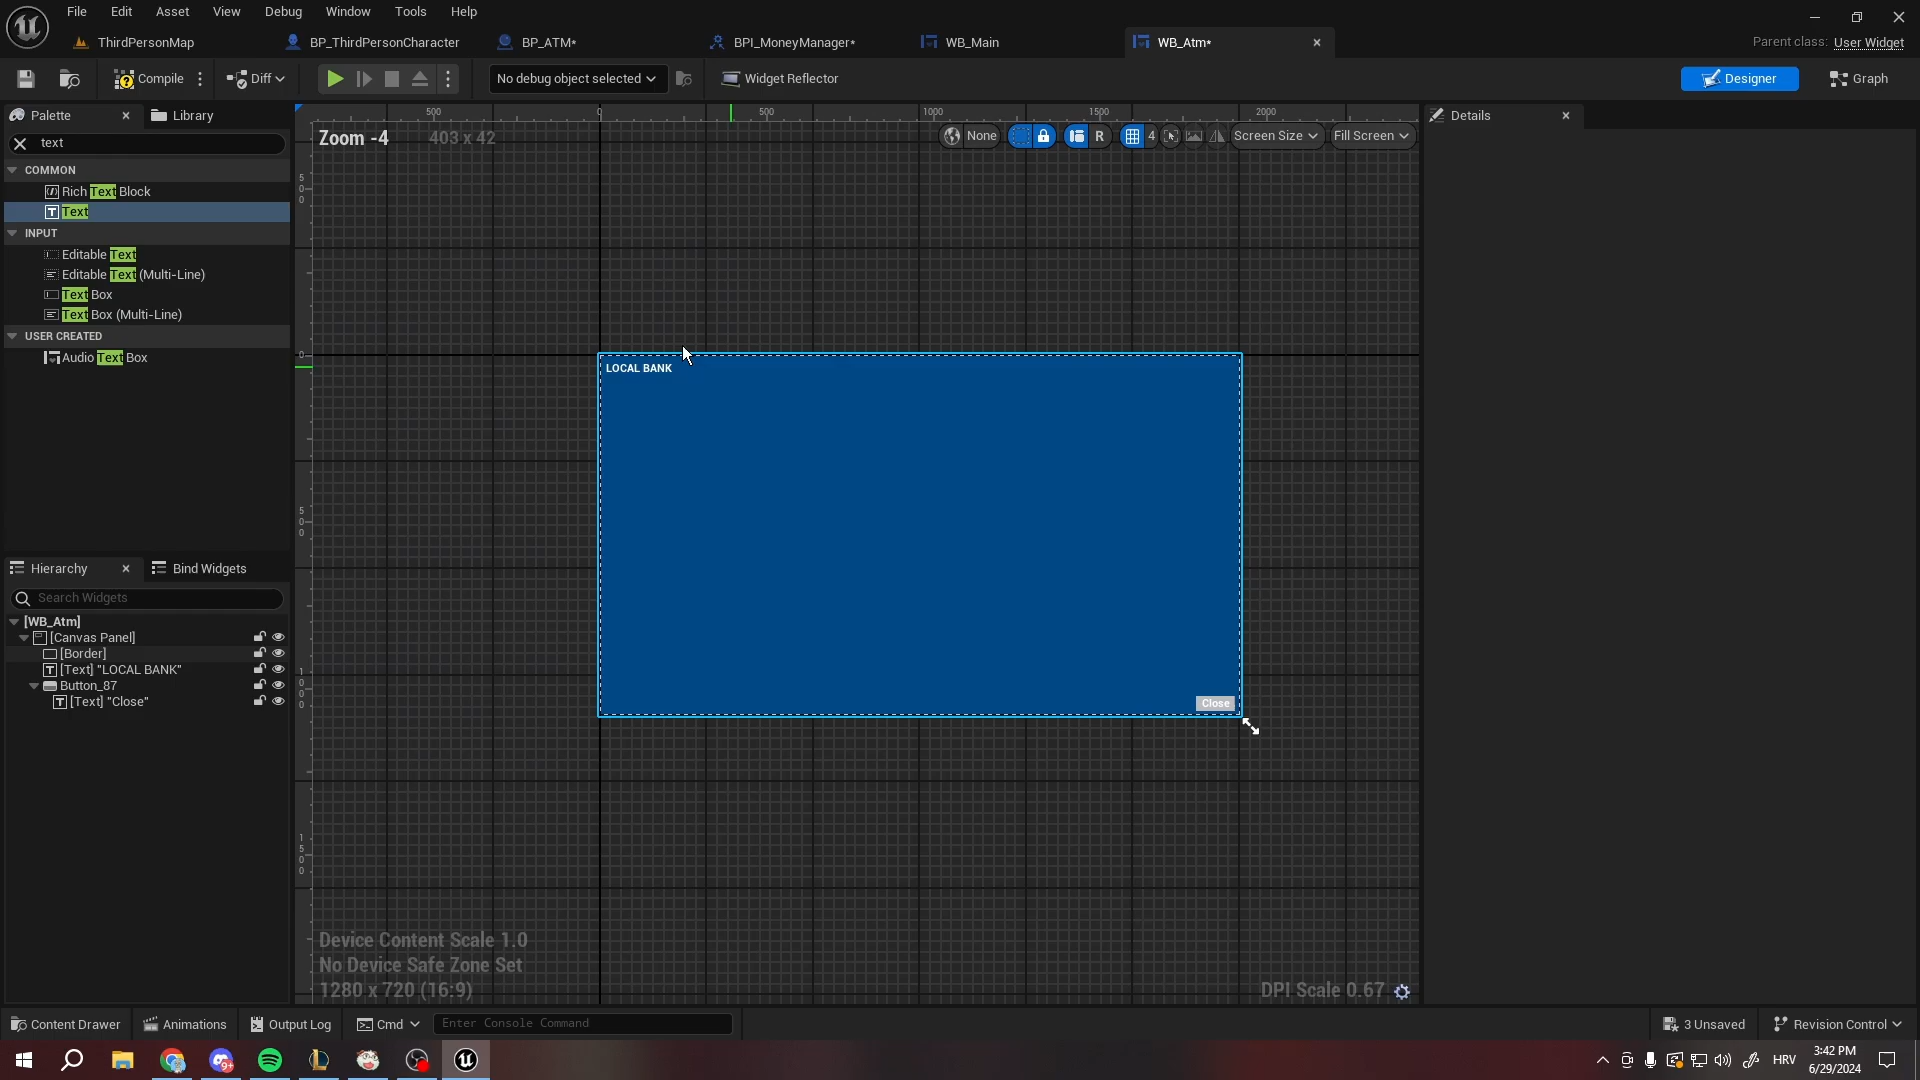 File Edit Asset View Debug Window Tools Help
ThirdPersonMap BP_ThirdPersonCharacter BP_ATM* BPI_MoneyManager* WB_Main WB_Atm* Parent class: User Widget
Compile Diff No debug object selected Widget Reflector Designer Graph
Palette Library
Details
text
COMMON
Rich Text Block
Text
INPUT
Editable Text
Editable Text (Multi-Line)
Text Box
Text Box (Multi-Line)
USER CREATED
Audio Text Box
Hierarchy Bind Widgets
Search Widgets
[WB_Atm]
[Canvas Panel]
[Border]
[Text] "LOCAL BANK"
Button_87
[Text] "Close"
500 0 500 1000 1500 2000
Zoom -4 403 x 42
None R 4 Screen Size Fill Screen
500
0
500
1000
1500
LOCAL BANK
Close
Device Content Scale 1.0
No Device Safe Zone Set
1280 x 720 (16:9)
DPI Scale 0.67
Content Drawer Animations Output Log Cmd Enter Console Command 3 Unsaved Revision Control
9+
HRV
3:42 PM
6/29/2024